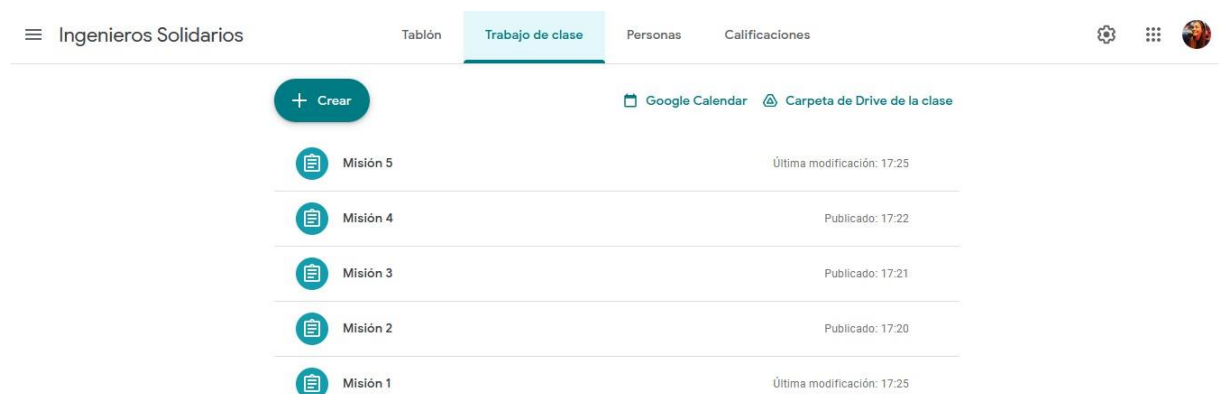 Ingenieros Solidarios Tablón Trabajo de clase Personas Calificaciones
Crear Google Calendar Carpeta de Drive de la clase
Misión 5 Última modificación: 17:25
Misión 4 Publicado: 17:22
Misión 3 Publicado: 17:21
Misión 2 Publicado: 17:20
Misión 1 Última modificación: 17:25